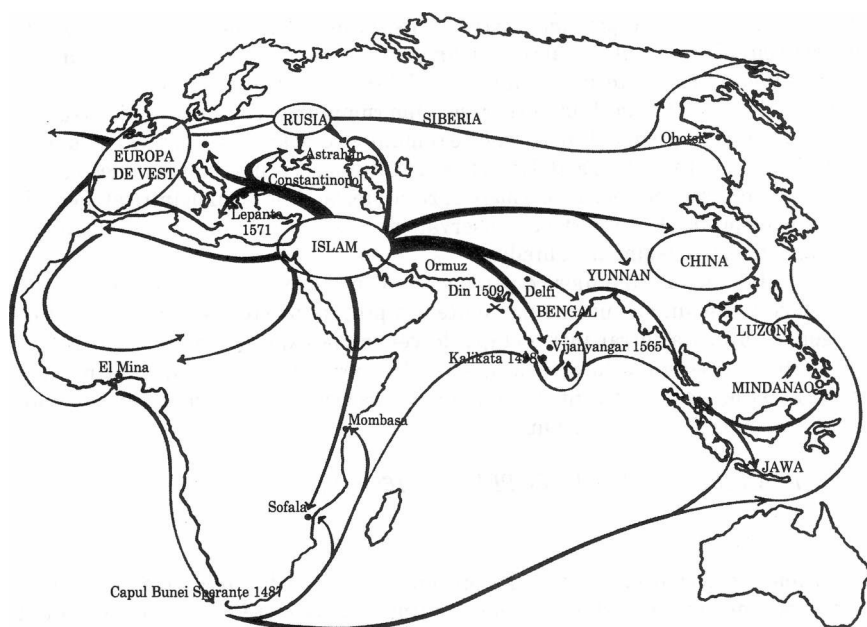 RUSIA
SIBERIA
Ohotsk
EUROPA
DE VEST
Astrahan
Constantinopol
Lepanto
1571
ISLAM
Ormuz
Din 1509
Delfi
BENGAL
YUNNAN
CHINA
LUZON
Vijanyangar 1565
Kalikata 1498
MINDANAO
El Mina
Mombasa
JAWA
Sofala
Capul Bunei Speranțe 1487